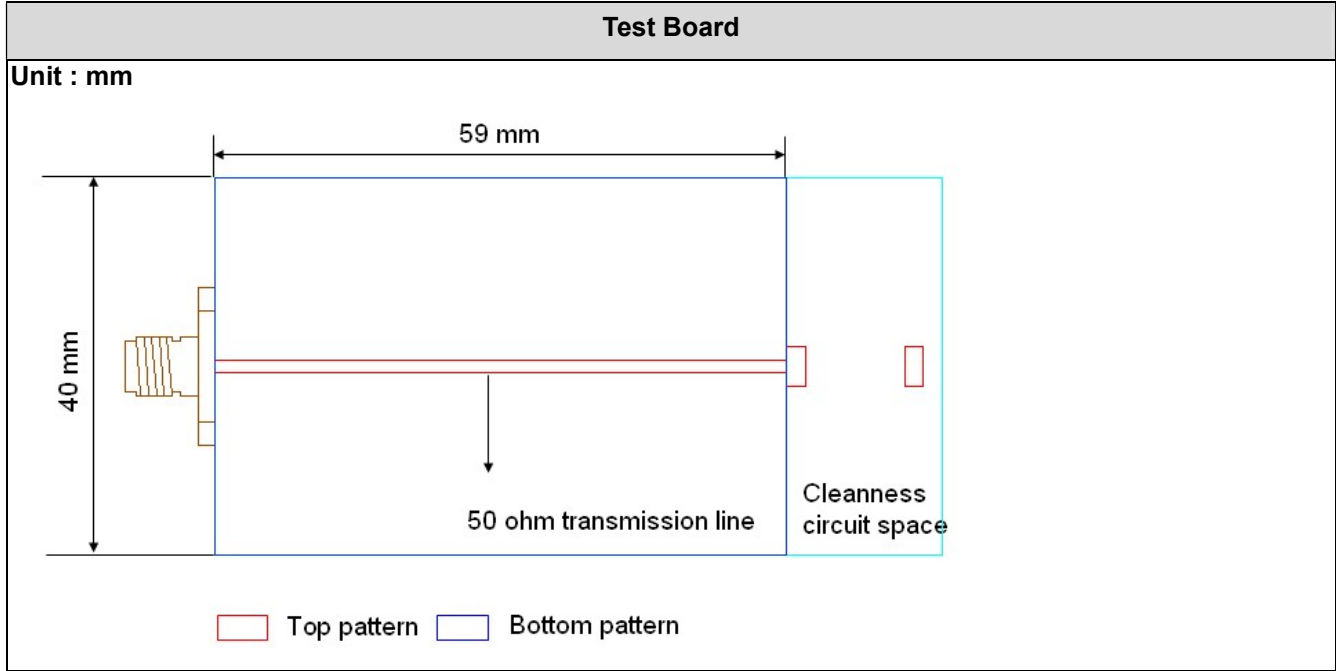 Test Board
Unit : mm
59 mm
40 mm
50 ohm transmission line
Cleanness
circuit space
Top pattern
Bottom pattern